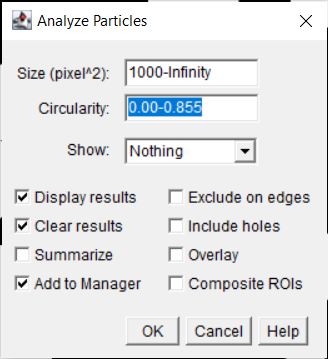 Analyze Particles
Size (pixel^2): 1000-Infinity
Circularity: 0.00-0.855
Show: Nothing
Display results Exclude on edges
Clear results Include holes
Summarize Overlay
Add to Manager Composite ROIs
OK Cancel Help